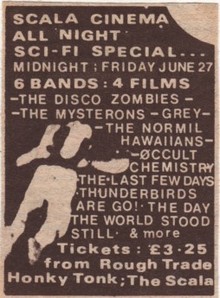 SCALA CINEMA
ALL NIGHT
SCI-FI SPECIAL...
MIDNIGHT; FRIDAY JUNE 27
6 BANDS: 4 FILMS
-THE DISCO ZOMBIES-
-THE MYSTERONS -GREY-
-THE NORMIL
HAWAIIANS-
-ØCCULT
CHEMISTRY
-THE LAST FEW DAYS
THUNDERBIRDS
ARE GO! THE DAY
THE WORLD STOOD
STILL & more
Tickets: £3·25
from Rough Trade
Honky Tonk; The Scala